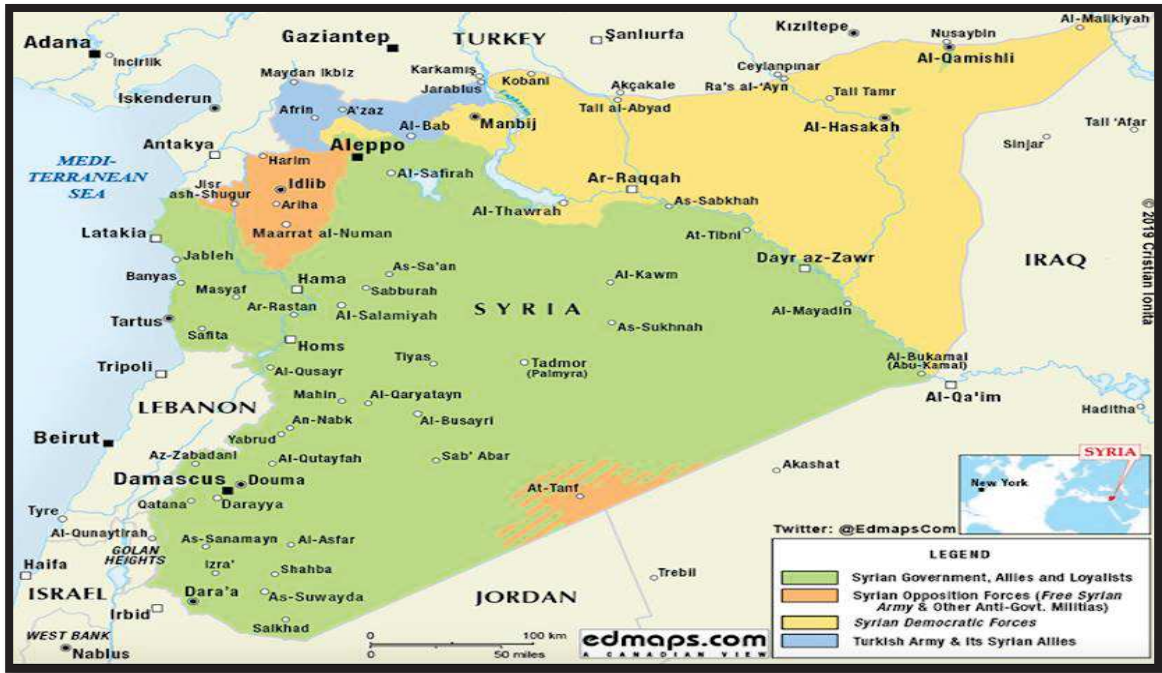 Adana
Incirlik
Gaziantep
TURKEY
Şanlıurfa
Kızıltepe
Al-Malikiyah
Nusaybin
Al-Qamishli
Maydan Ikbiz
Karkamış
Jarablus
Kobani
Akçakale
Tall al-Abyad
Ceylanpınar
Ra's al-'Ayn
Tall Tamr
Iskenderun
Afrin
A'zaz
Al-Bab
Manbij
Al-Hasakah
Tall 'Afar
Sinjar
Antakya
Aleppo
MEDI-
TERRANEAN
SEA
Harim
Jisr
ash-Shugur
Idlib
Ariha
Maarrat al-Numan
Al-Safirah
Ar-Raqqah
Al-Thawrah
As-Sabkhah
At-Tibni
Latakia
Jableh
Banyas
Masyaf
Hama
As-Sa'an
Sabburah
Al-Kawm
Dayr az-Zawr
IRAQ
© 2019 Cristian Ionita
Tartus
Ar-Rastan
Al-Salamiyah
SYRIA
As-Sukhnah
Al-Mayadin
Safita
Homs
Tripoli
Al-Qusayr
Tiyas
Tadmor
(Palmyra)
Al-Bukamal
(Abu-Kamal)
Al-Qa'im
Haditha
LEBANON
Mahin
Al-Qaryatayn
Al-Busayri
An-Nabk
Yabrud
Beirut
Az-Zabadani
Al-Qutayfah
Sab' Abar
Akashat
SYRIA
New York
Damascus
Douma
Qatana
Darayya
At-Tanf
Tyre
Al-Qunaytirah
GOLAN
HEIGHTS
As-Sanamayn
Al-Asfar
Twitter: @EdmapsCom
Haifa
Izra'
Shahba
Trebil
ISRAEL
Dara'a
As-Suwayda
JORDAN
Irbid
Salkhad
WEST BANK
Nablus
0
100 km
0
50 miles
edmaps.com
A CANADIAN VIEW
LEGEND
Syrian Government, Allies and Loyalists
Syrian Opposition Forces (Free Syrian
Army & Other Anti-Govt. Militias)
Syrian Democratic Forces
Turkish Army & Its Syrian Allies